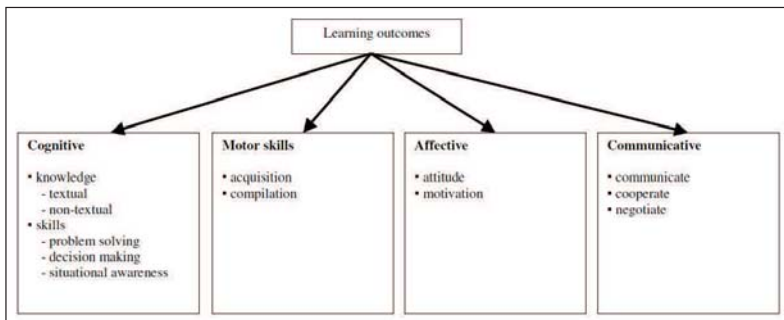 Learning outcomes
Cognitive
▪ knowledge
- textual
- non-textual
▪ skills
- problem solving
- decision making
- situational awareness
Motor skills
▪ acquisition
▪ compilation
Affective
▪ attitude
▪ motivation
Communicative
▪ communicate
▪ cooperate
▪ negotiate